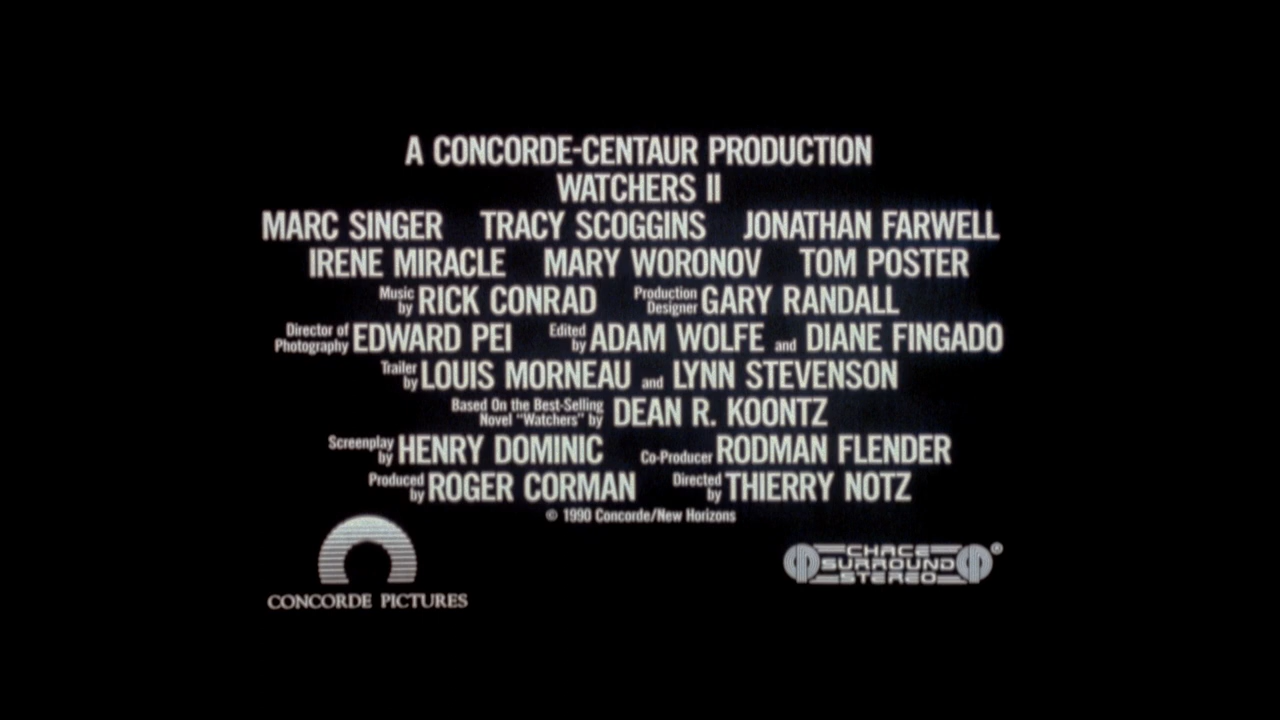 A CONCORDE-CENTAUR PRODUCTION
WATCHERS II
MARC SINGER TRACY SCOGGINS JONATHAN FARWELL
IRENE MIRACLE MARY WORONOV TOM POSTER
Music by RICK CONRAD Production Designer GARY RANDALL
Director of Photography EDWARD PEI Edited by ADAM WOLFE and DIANE FINGADO
Trailer by LOUIS MORNEAU and LYNN STEVENSON
Based On the Best-Selling Novel "Watchers" by DEAN R. KOONTZ
Screenplay by HENRY DOMINIC Co-Producer RODMAN FLENDER
Produced by ROGER CORMAN Directed by THIERRY NOTZ
© 1990 Concorde/New Horizons
CONCORDE PICTURES
CHACE SURROUND STEREO ®